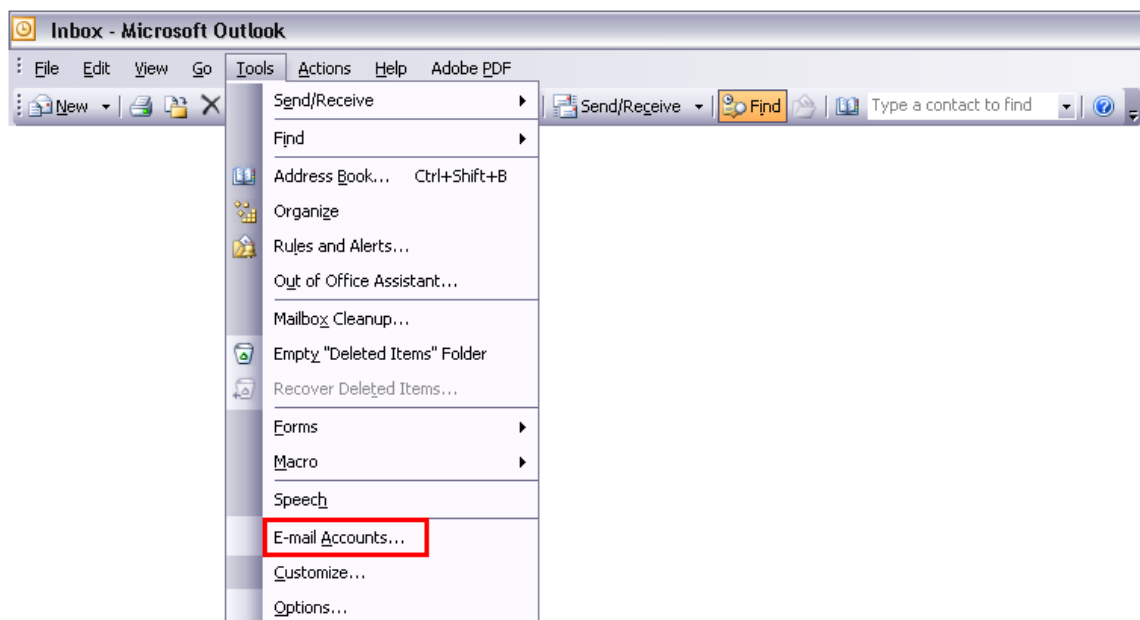 Inbox - Microsoft Outlook
File Edit View Go Tools Actions Help Adobe PDF
New Send/Receive Find Type a contact to find
Send/Receive
Find
Address Book... Ctrl+Shift+B
Organize
Rules and Alerts...
Out of Office Assistant...
Mailbox Cleanup...
Empty "Deleted Items" Folder
Recover Deleted Items...
Forms
Macro
Speech
E-mail Accounts...
Customize...
Options...